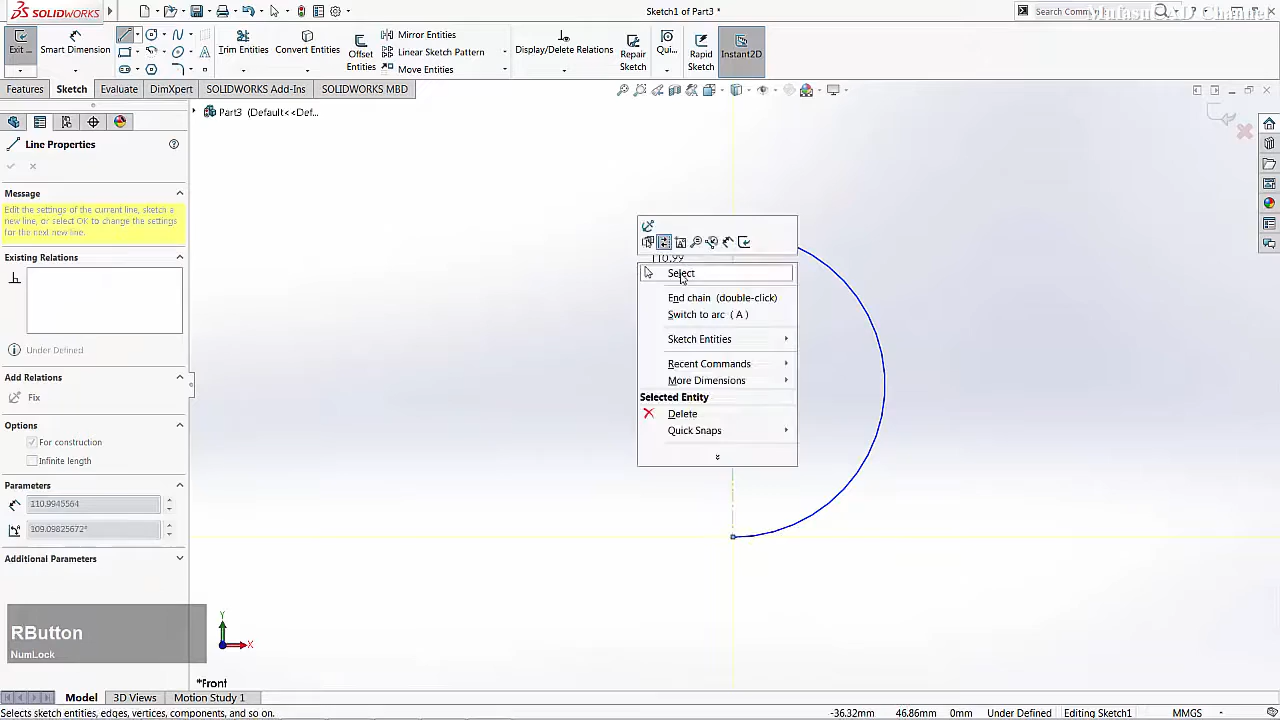 SOLIDWORKS
Sketch1 of Part3 *
Search Comm
Mufasu CAD Channel
Exit ...
Smart Dimension
Trim Entities
Convert Entities
Offset
Entities
Mirror Entities
Linear Sketch Pattern
Move Entities
Display/Delete Relations
Repair
Sketch
Qui...
Rapid
Sketch
Instant2D
Features
Sketch
Evaluate
DimXpert
SOLIDWORKS Add-Ins
SOLIDWORKS MBD
Part3 (Default<<Def...
Line Properties
Message
Edit the settings of the current line, sketch a
new line, or select OK to change the settings
for the next new line.
Existing Relations
Under Defined
Add Relations
Fix
Options
For construction
Infinite length
Parameters
110.9945564
109.09825672°
Additional Parameters
110.99
Select
End chain (double-click)
Switch to arc ( A )
Sketch Entities
Recent Commands
More Dimensions
Selected Entity
Delete
Quick Snaps
RButton
NumLock
Y
X
*Front
Model
3D Views
Motion Study 1
Selects sketch entities, edges, vertices, components, and so on.
-36.32mm
46.86mm
0mm
Under Defined
Editing Sketch1
MMGS